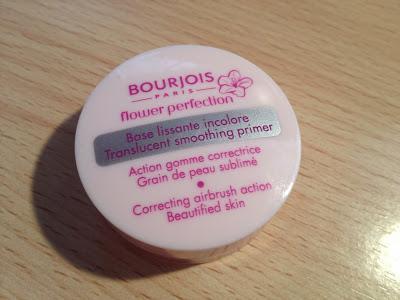 BOURJOIS
PARIS
flower perfection
Base lissante incolore
Translucent smoothing primer
Action gomme correctrice
Grain de peau sublimé
Correcting airbrush action
Beautified skin